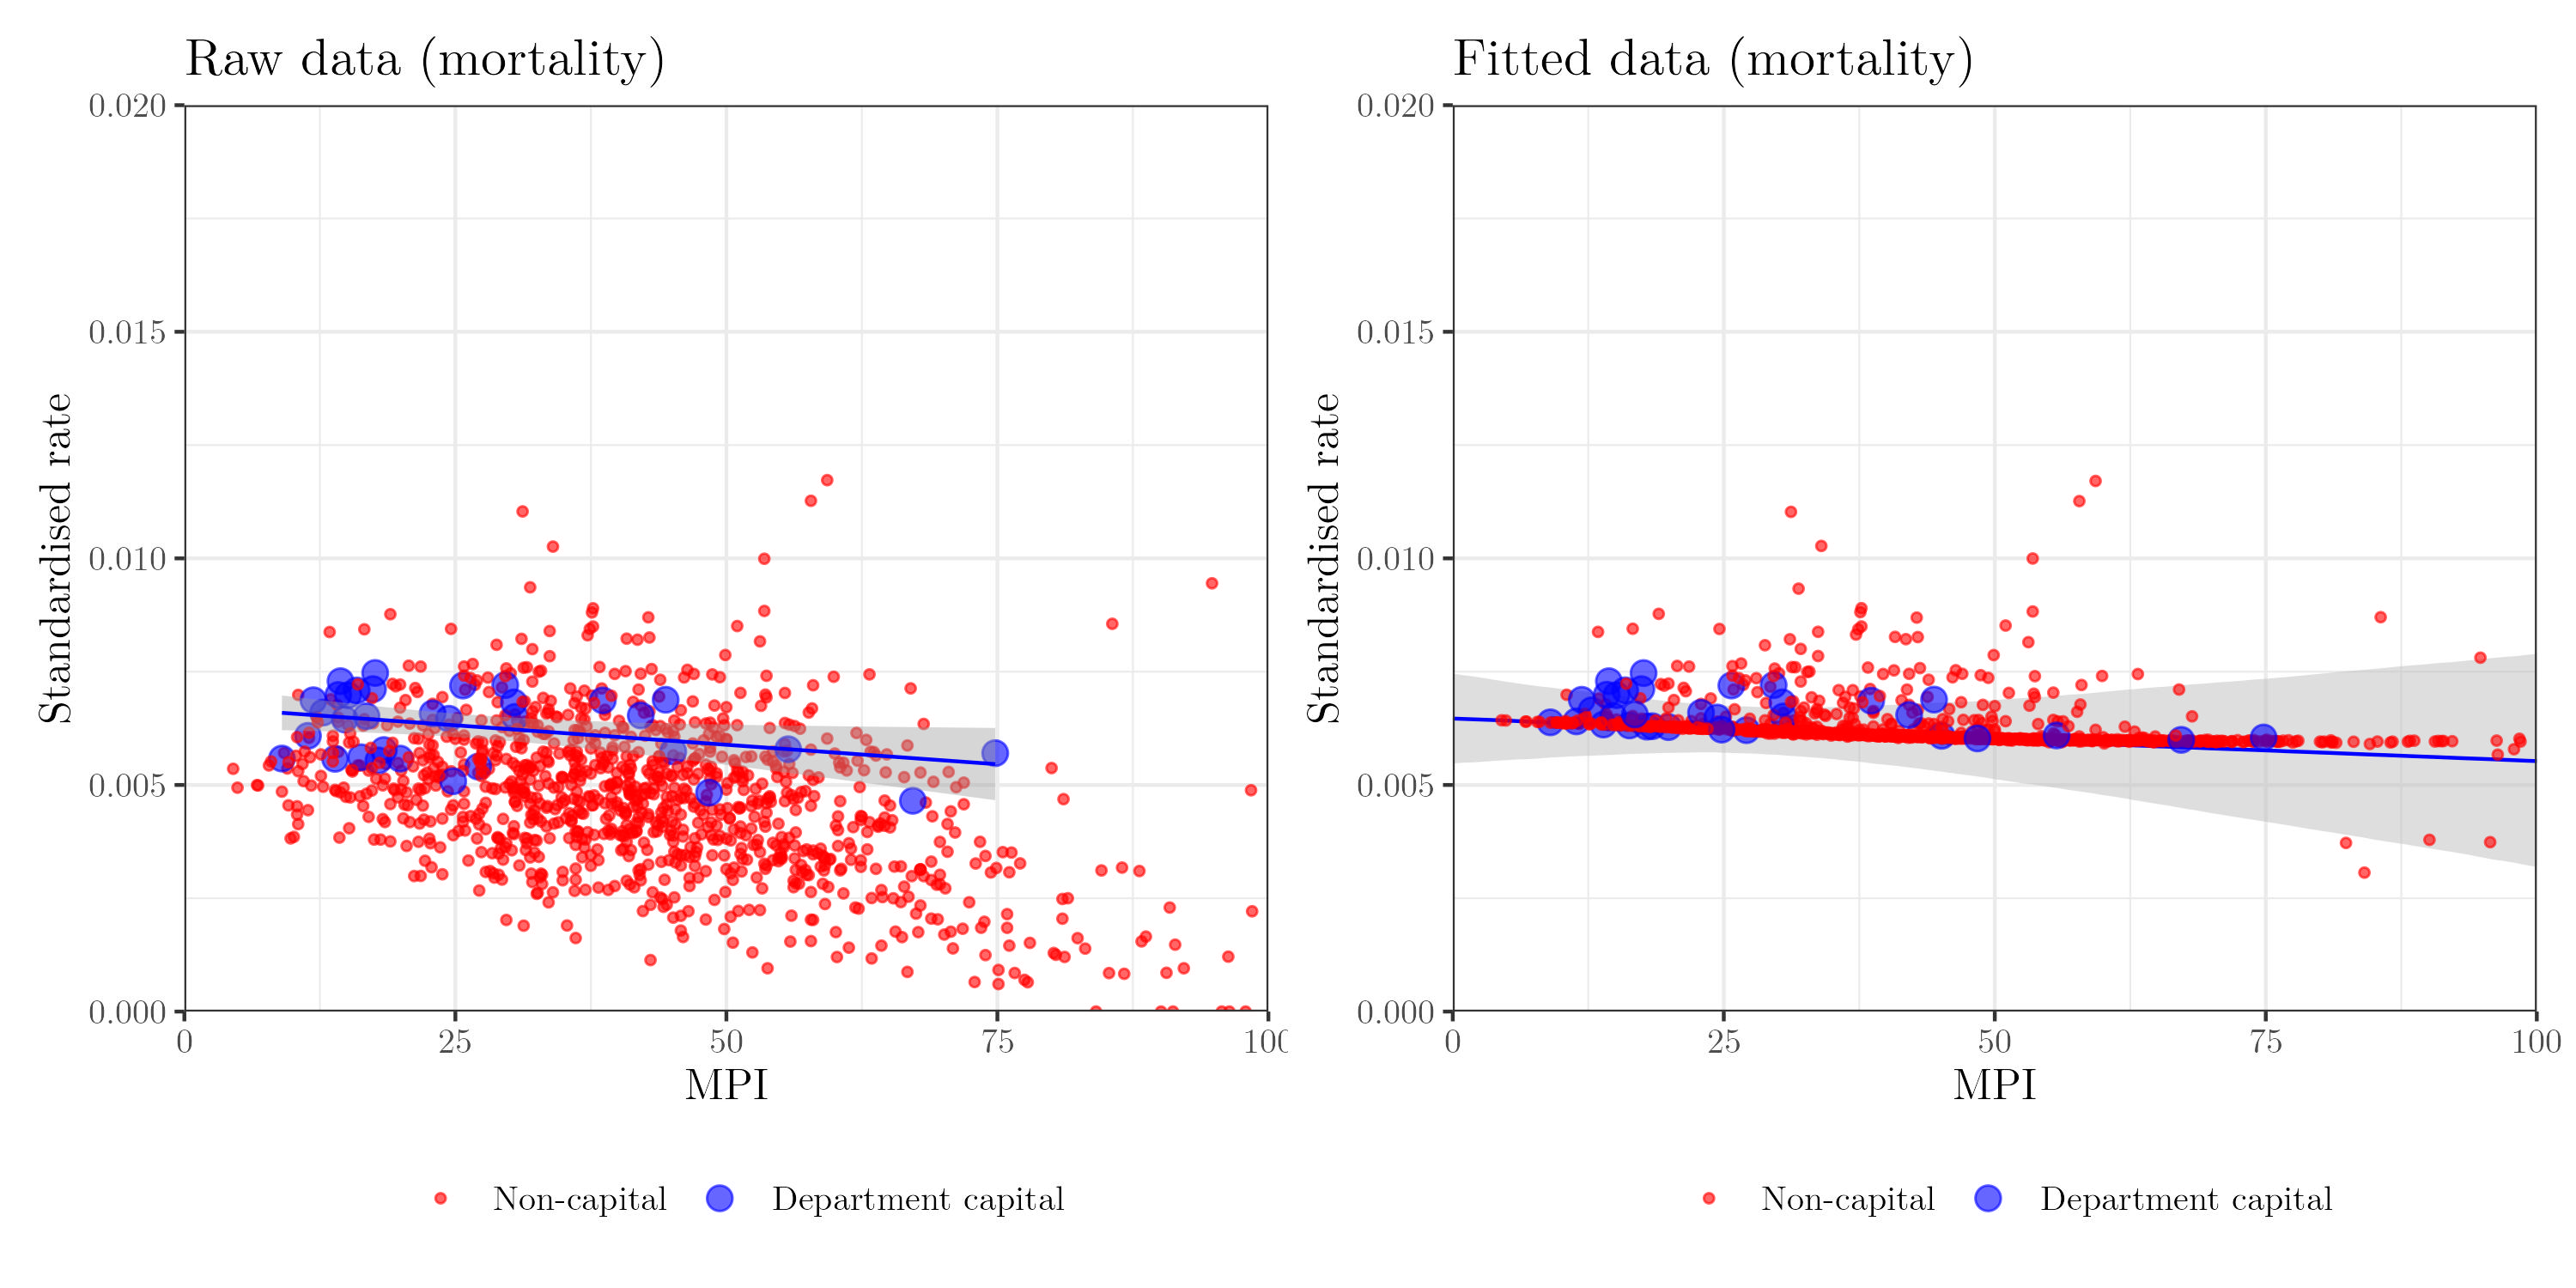 Raw data (mortality)
0.020
0.015
0.010
0.005
0.000
Standardised rate
0
25
50
75
100
MPI
Non-capital
Department capital
Fitted data (mortality)
0.020
0.015
0.010
0.005
0.000
Standardised rate
0
25
50
75
100
MPI
Non-capital
Department capital